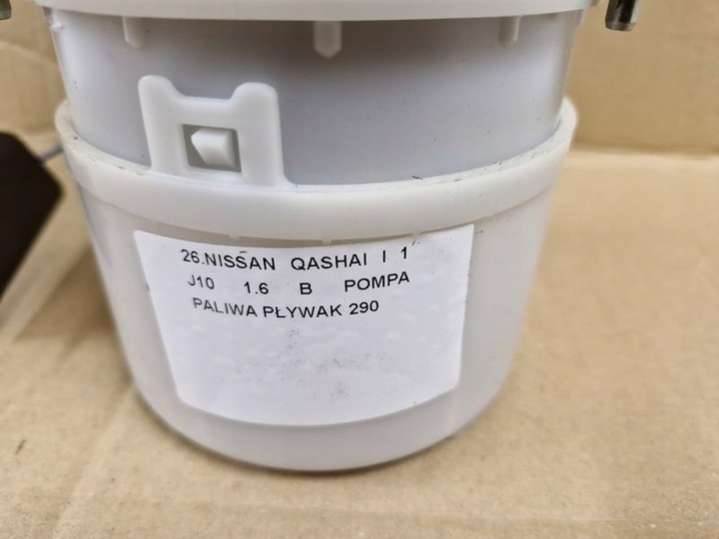 26.NISSAN QASHAI I 1
J10 1.6 B POMPA
PALIWA PŁYWAK 290